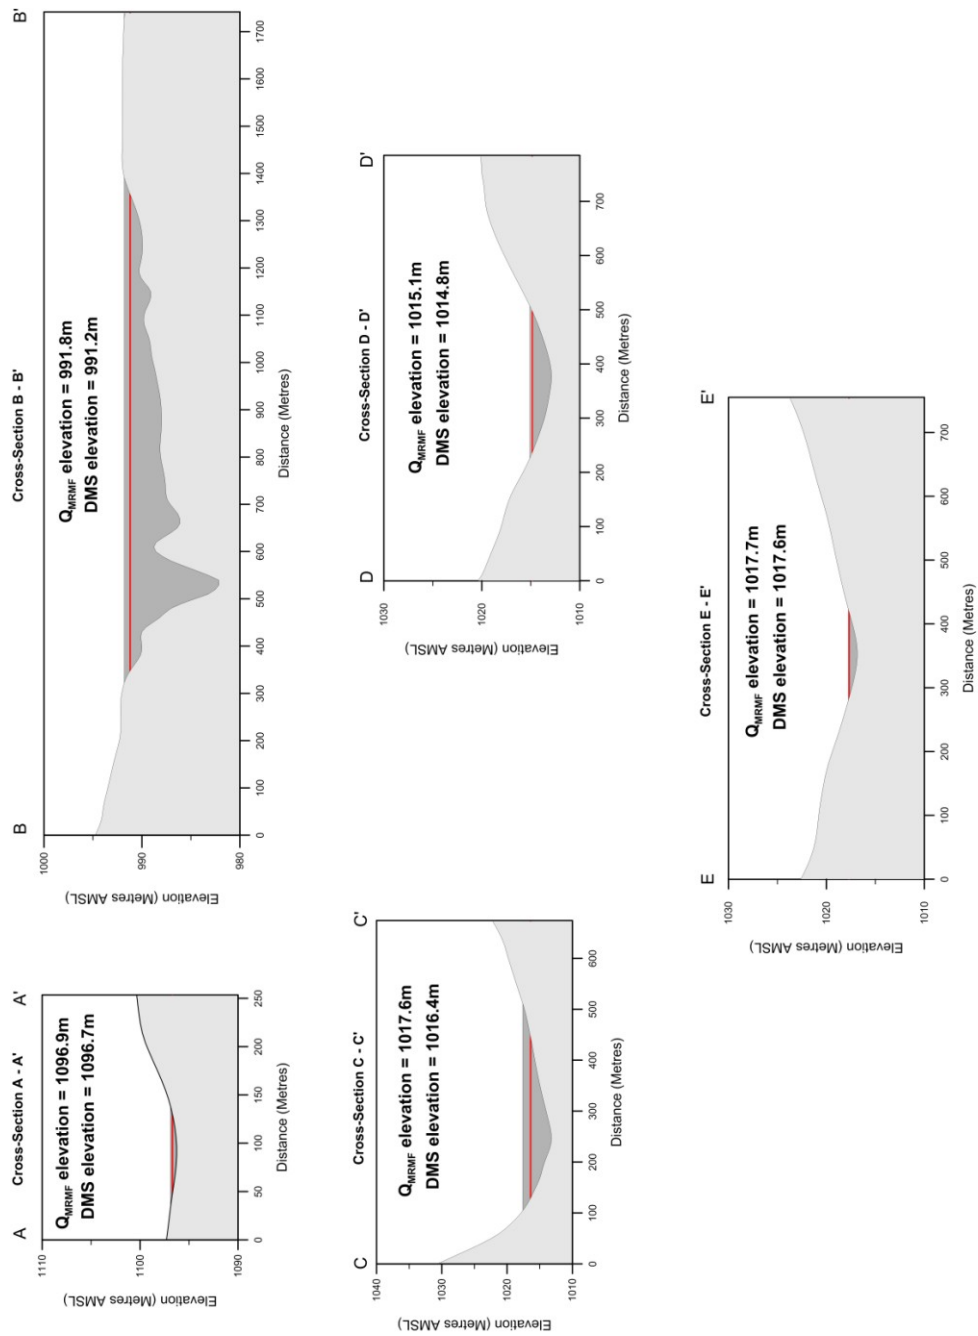 Cross-Section A - A'
A
A'
Q_MRMF elevation = 1096.9m
DMS elevation = 1096.7m
Elevation (Metres AMSL)
1110
1100
1090
0 50 100 150 200 250
Distance (Metres)
Cross-Section B - B'
B
B'
Q_MRMF elevation = 991.8m
DMS elevation = 991.2m
Elevation (Metres AMSL)
1000
990
980
0 100 200 300 400 500 600 700 800 900 1000 1100 1200 1300 1400 1500 1600 1700
Distance (Metres)
Cross-Section C - C'
C
C'
Q_MRMF elevation = 1017.6m
DMS elevation = 1016.4m
Elevation (Metres AMSL)
1040
1030
1020
1010
0 100 200 300 400 500 600
Distance (Metres)
Cross-Section D - D'
D
D'
Q_MRMF elevation = 1015.1m
DMS elevation = 1014.8m
Elevation (Metres AMSL)
1030
1020
1010
0 100 200 300 400 500 600 700
Distance (Metres)
Cross-Section E - E'
E
E'
Q_MRMF elevation = 1017.7m
DMS elevation = 1017.6m
Elevation (Metres AMSL)
1030
1020
1010
0 100 200 300 400 500 600 700
Distance (Metres)